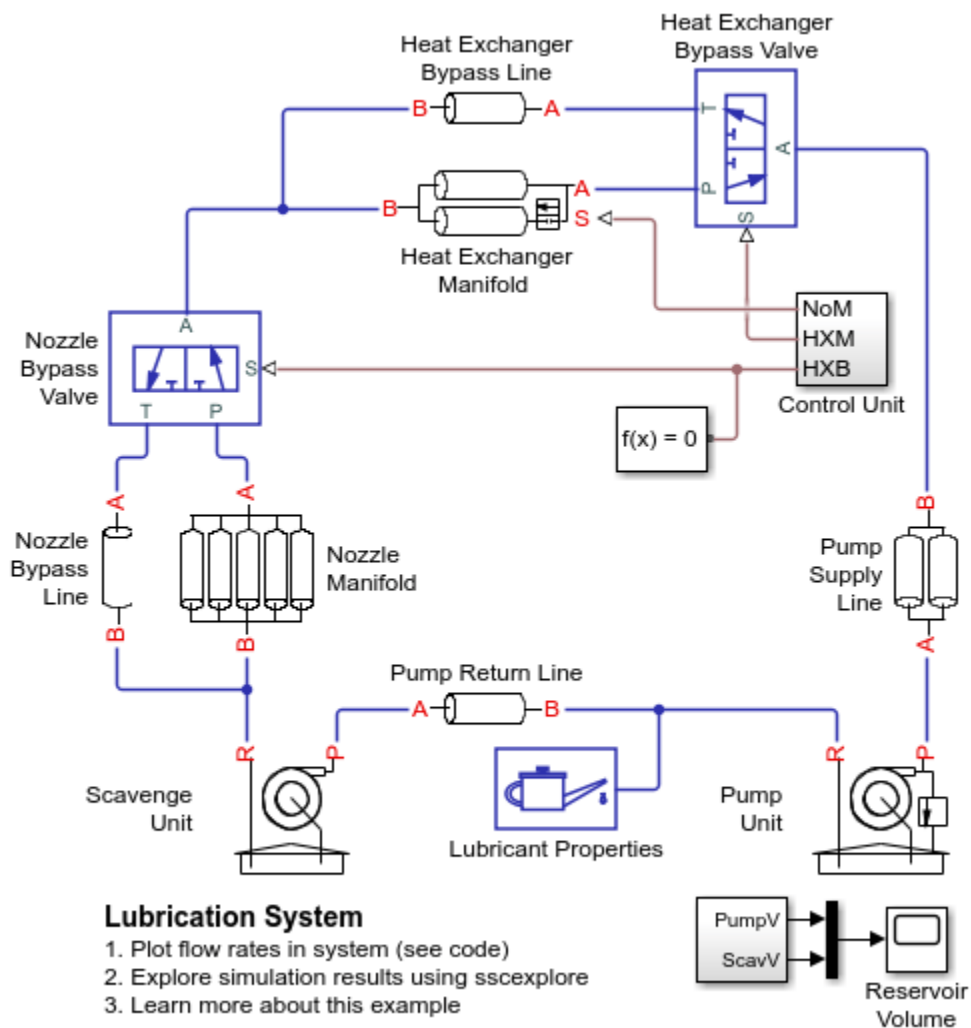 Heat Exchanger
Bypass Valve
Heat Exchanger
Bypass Line
B
A
T
A
P
S
B
A
S
Heat Exchanger
Manifold
NoM
HXM
HXB
Control Unit
Nozzle
Bypass
Valve
A
S
T
P
f(x) = 0
A
A
B
Nozzle
Bypass
Line
Nozzle
Manifold
Pump
Supply
Line
B
B
A
Pump Return Line
A
B
R
P
R
P
Scavenge
Unit
Pump
Unit
Lubricant Properties
Lubrication System
1. Plot flow rates in system (see code)
2. Explore simulation results using sscexplore
3. Learn more about this example
PumpV
ScavV
Reservoir
Volume